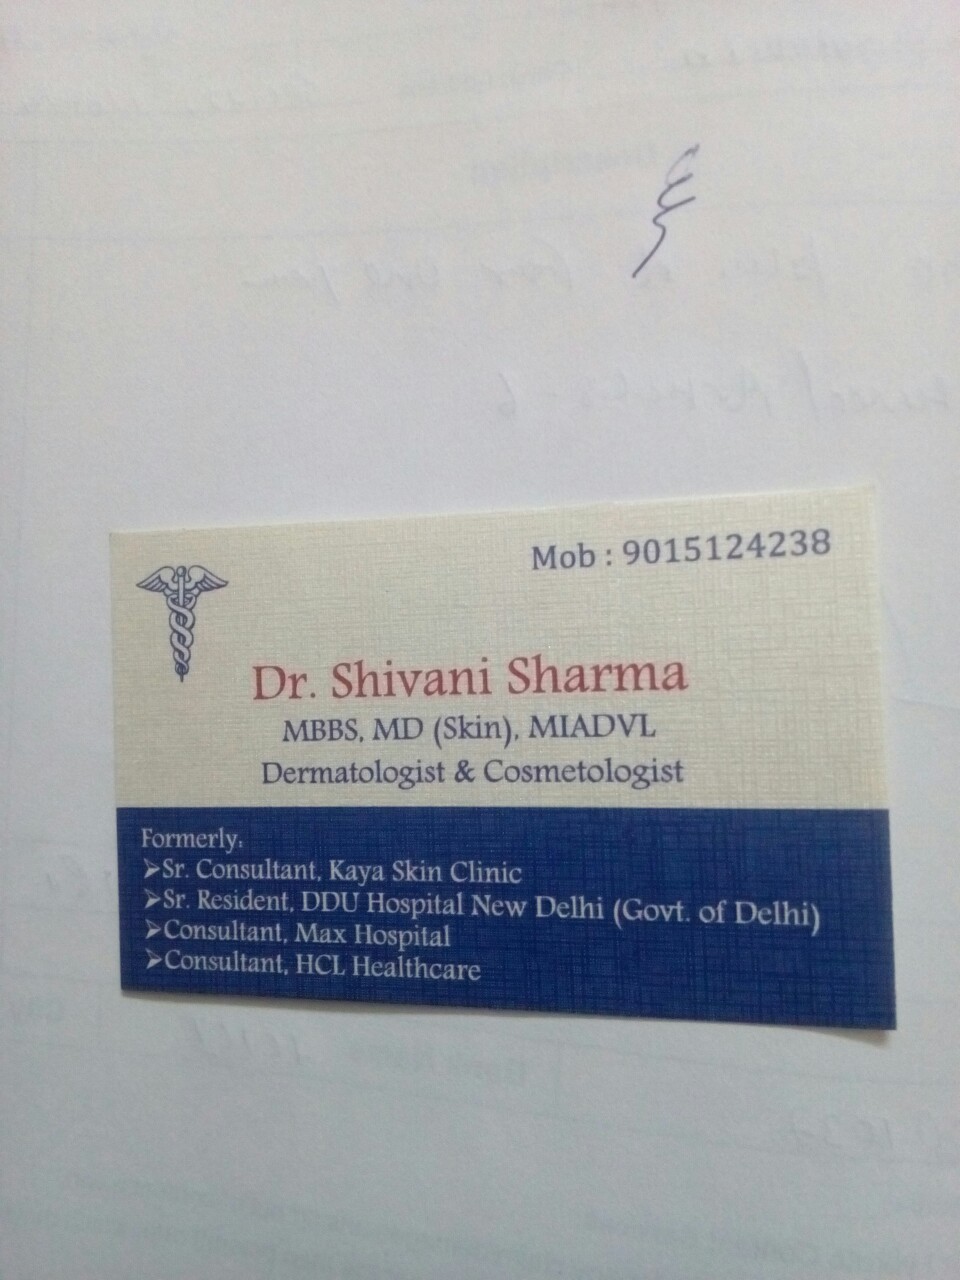 Mob : 9015124238
Dr. Shivani Sharma
MBBS, MD (Skin), MIADVL
Dermatologist & Cosmetologist
Formerly:
➢Sr. Consultant, Kaya Skin Clinic
➢Sr. Resident, DDU Hospital New Delhi (Govt. of Delhi)
➢Consultant, Max Hospital
➢Consultant, HCL Healthcare